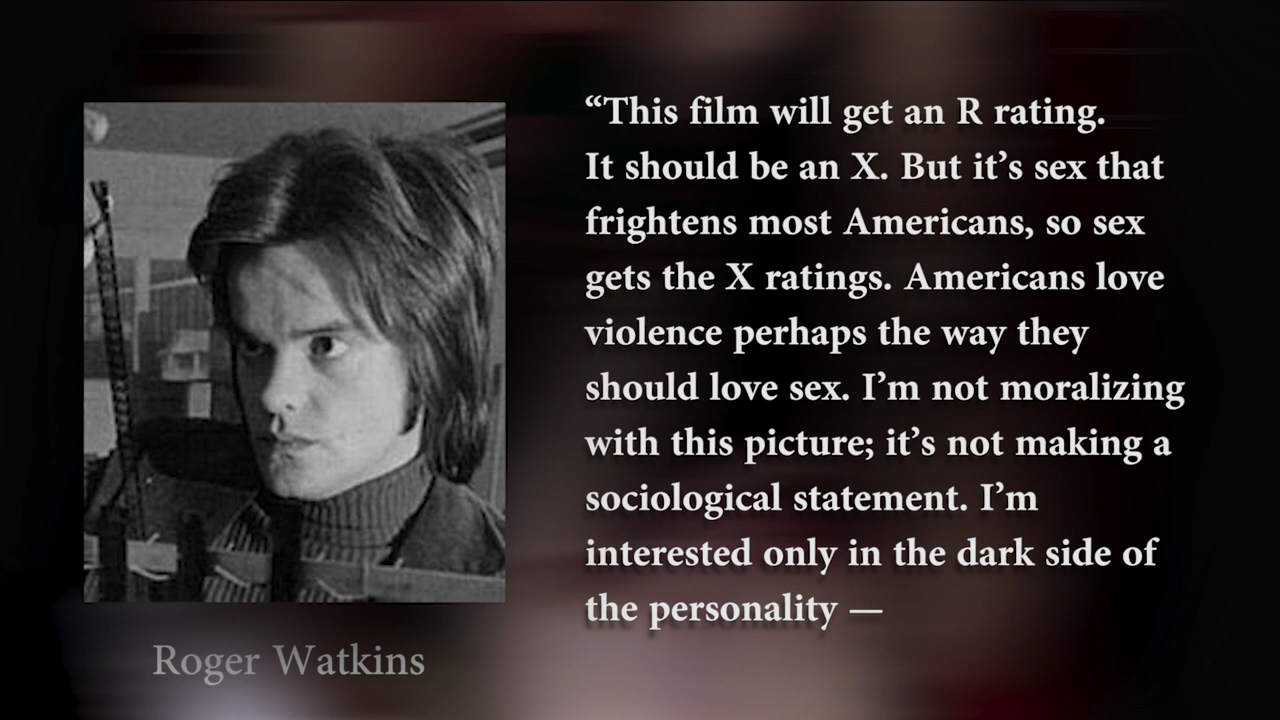 “This film will get an R rating.
It should be an X. But it’s sex that
frightens most Americans, so sex
gets the X ratings. Americans love
violence perhaps the way they
should love sex. I’m not moralizing
with this picture; it’s not making a
sociological statement. I’m
interested only in the dark side of
the personality —
Roger Watkins